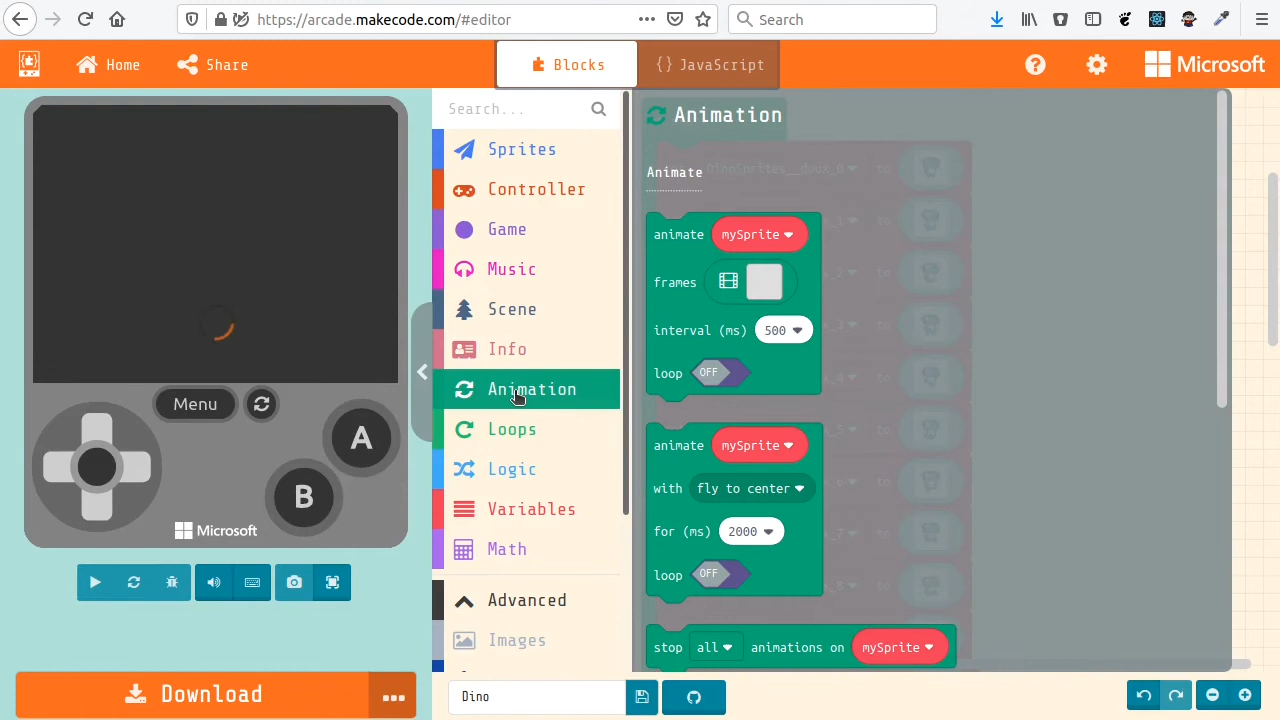 https://arcade.makecode.com/#editor
Search
Home
Share
Blocks
{ } JavaScript
Microsoft
Search...
Sprites
Controller
Game
Music
Scene
Info
Animation
Loops
Logic
Variables
Math
Advanced
Images
Animation
Animate
DinoSprites__doux_0 to
animate mySprite
frames
interval (ms) 500
loop OFF
animate mySprite
with fly to center
for (ms) 2000
loop OFF
stop all animations on mySprite
Menu
A
B
Microsoft
Download
Dino